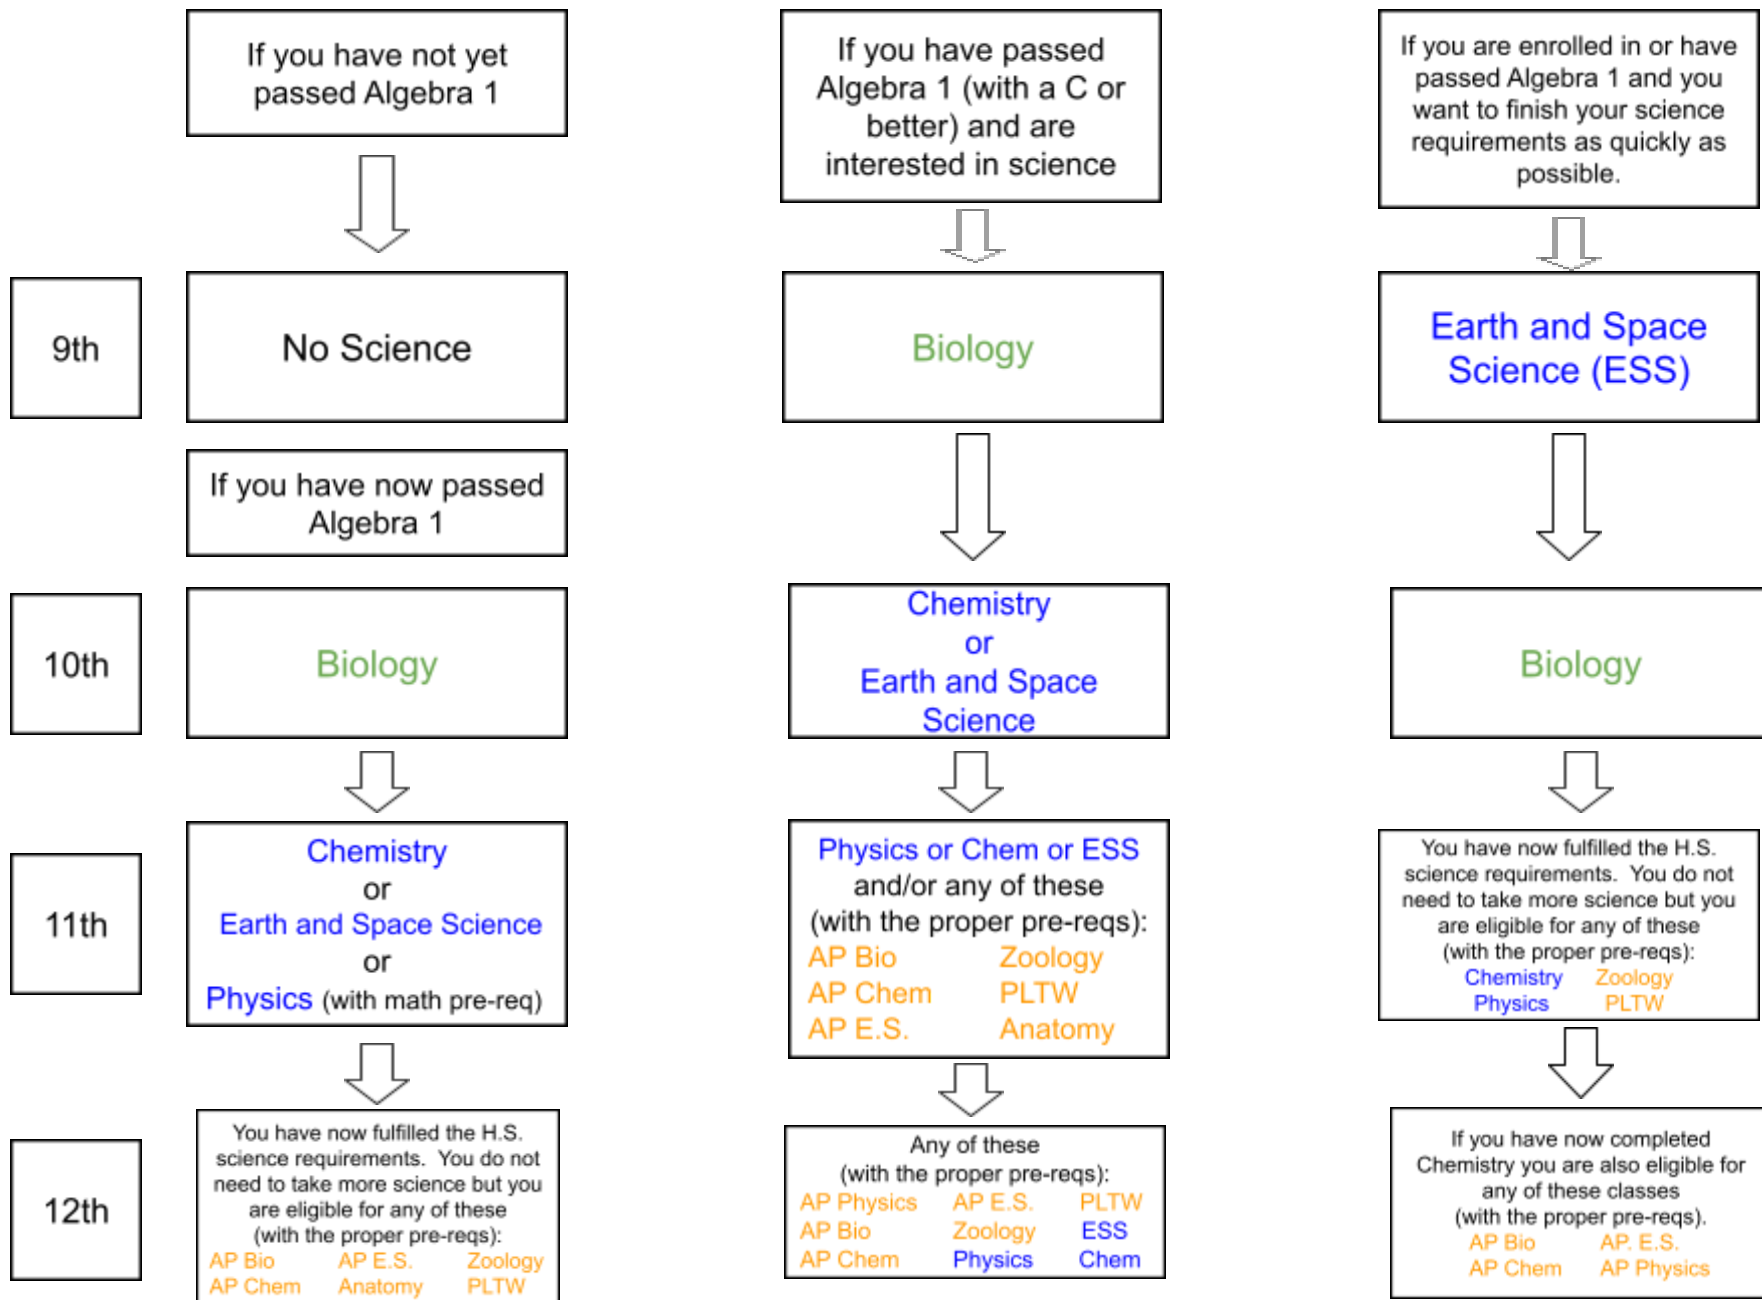 If you have not yet
passed Algebra 1
If you have passed
Algebra 1 (with a C or
better) and are
interested in science
If you are enrolled in or have
passed Algebra 1 and you
want to finish your science
requirements as quickly as
possible.
9th
No Science
Biology
Earth and Space
Science (ESS)
If you have now passed
Algebra 1
10th
Biology
Chemistry
or
Earth and Space
Science
Biology
11th
Chemistry
or
Earth and Space Science
or
Physics (with math pre-req)
Physics or Chem or ESS
and/or any of these
(with the proper pre-reqs):
AP Bio Zoology
AP Chem PLTW
AP E.S. Anatomy
You have now fulfilled the H.S.
science requirements. You do not
need to take more science but you
are eligible for any of these
(with the proper pre-reqs):
Chemistry Zoology
Physics PLTW
12th
You have now fulfilled the H.S.
science requirements. You do not
need to take more science but you
are eligible for any of these
(with the proper pre-reqs):
AP Bio AP E.S. Zoology
AP Chem Anatomy PLTW
Any of these
(with the proper pre-reqs):
AP Physics AP E.S. PLTW
AP Bio Zoology ESS
AP Chem Physics Chem
If you have now completed
Chemistry you are also eligible for
any of these classes
(with the proper pre-reqs).
AP Bio AP. E.S.
AP Chem AP Physics